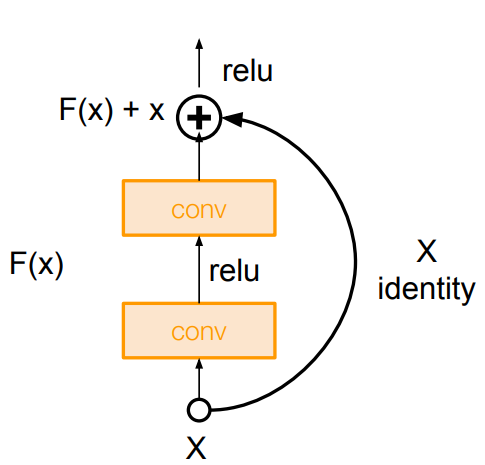 relu
F(x) + x
conv
F(x)
relu
X
identity
conv
X